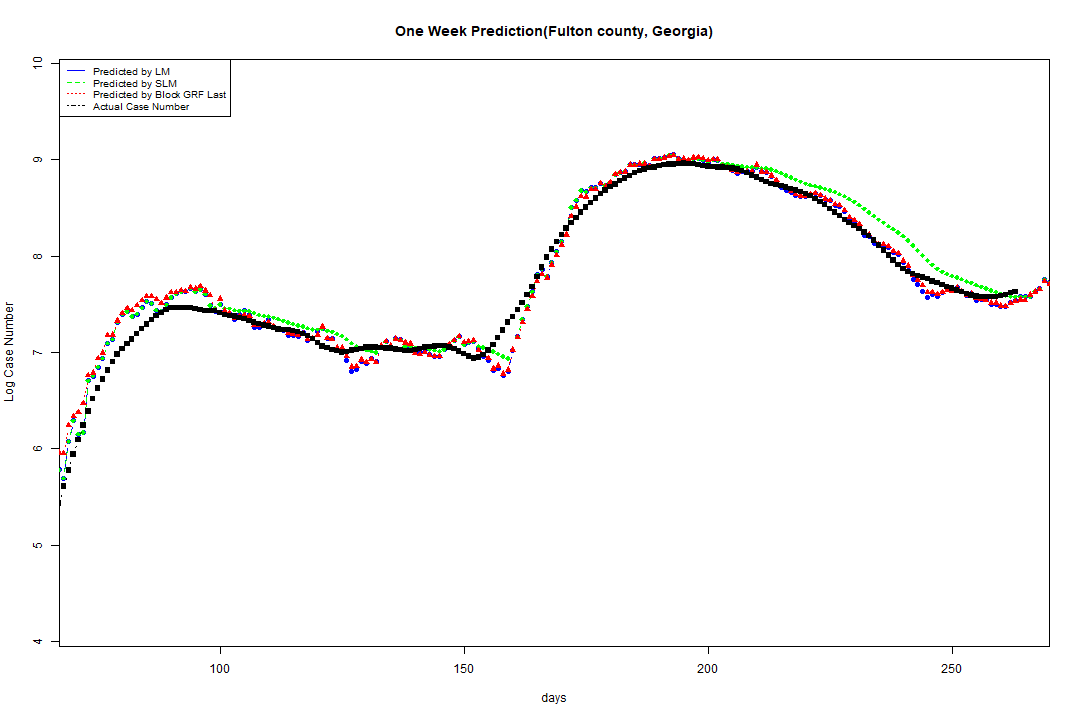 One Week Prediction(Fulton county, Georgia)
Predicted by LM
Predicted by SLM
Predicted by Block GRF Last
Actual Case Number
10
9
8
7
6
5
4
Log Case Number
100
150
200
250
days